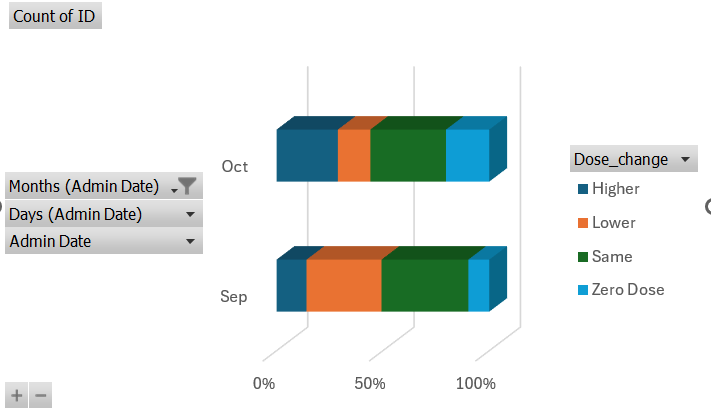 Count of ID
Oct
Sep
0%
50%
100%
Months (Admin Date)
Days (Admin Date)
Admin Date
Dose_change
Higher
Lower
Same
Zero Dose
+ −